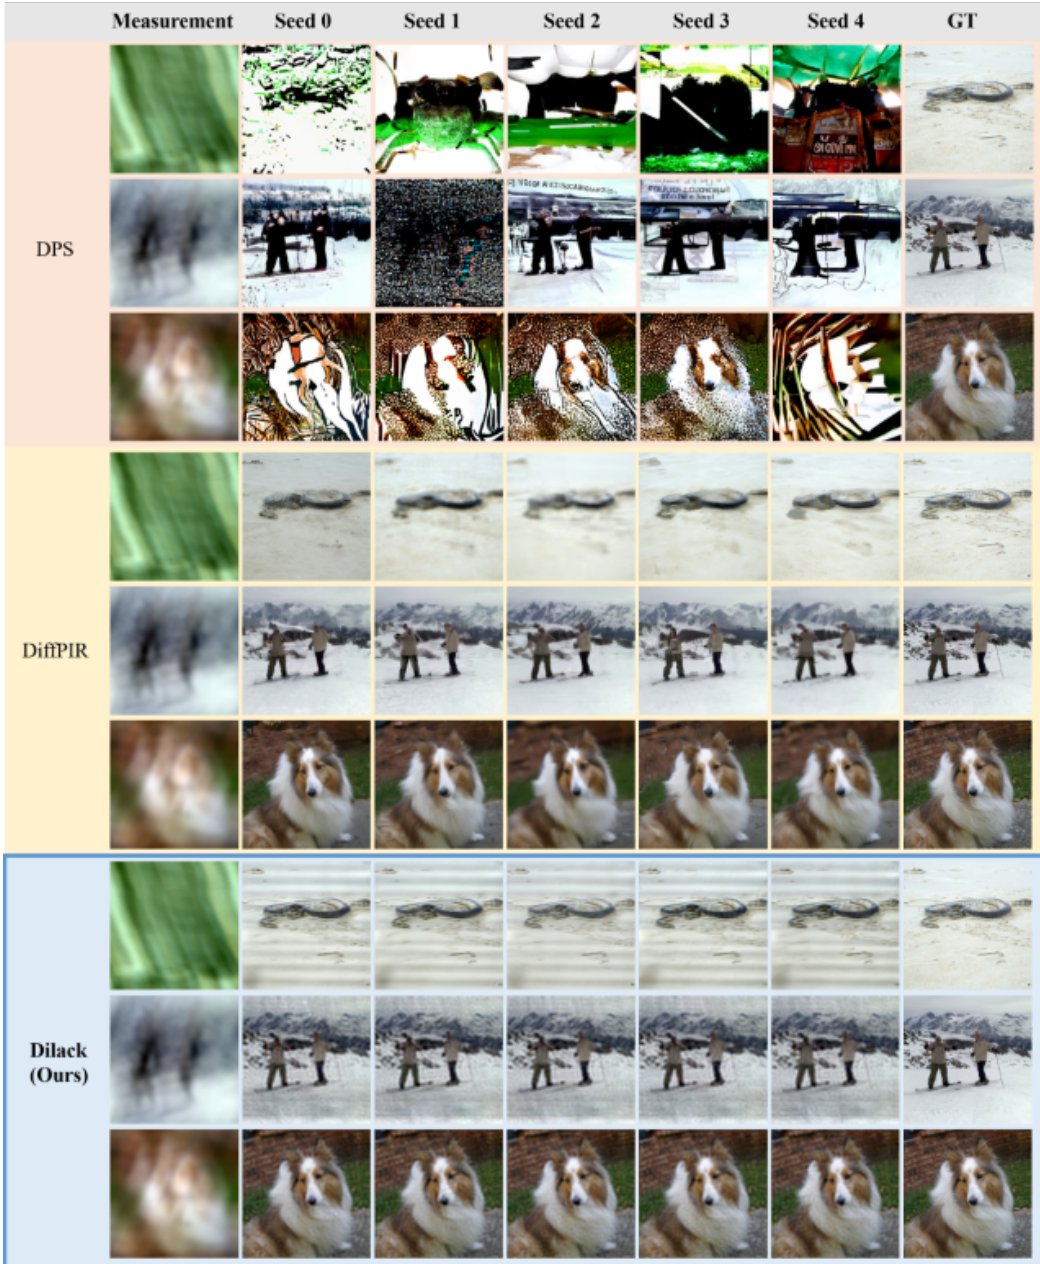 Measurement Seed 0 Seed 1 Seed 2 Seed 3 Seed 4 GT
DPS
DiffPIR
Dilack
(Ours)